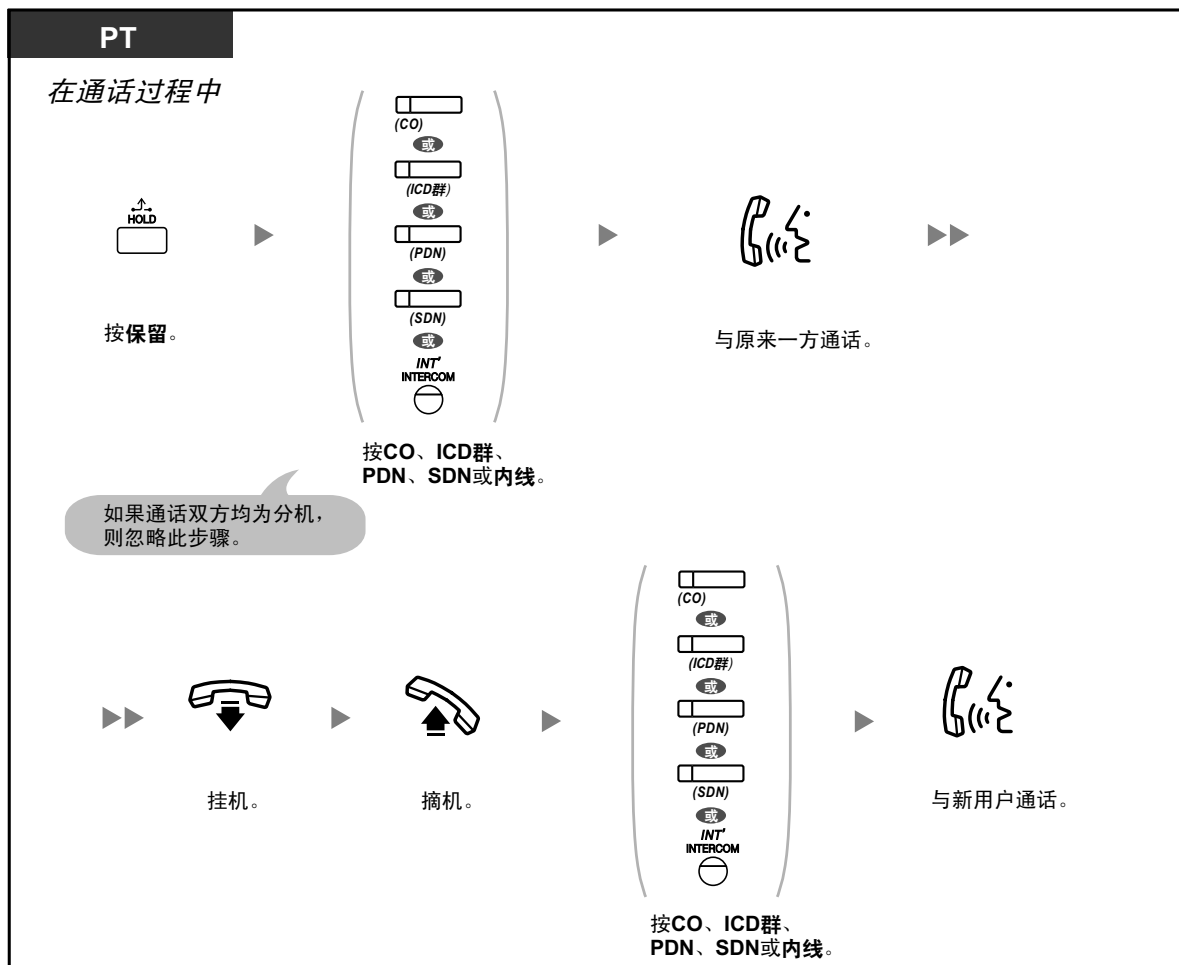 PT
在通话过程中
HOLD
按保留。
(CO)
或
(ICD群)
或
(PDN)
或
(SDN)
或
INT'
INTERCOM
按CO、ICD群、
PDN、SDN或内线。
与原来一方通话。
如果通话双方均为分机，
则忽略此步骤。
挂机。
摘机。
(CO)
或
(ICD群)
或
(PDN)
或
(SDN)
或
INT'
INTERCOM
按CO、ICD群、
PDN、SDN或内线。
与新用户通话。